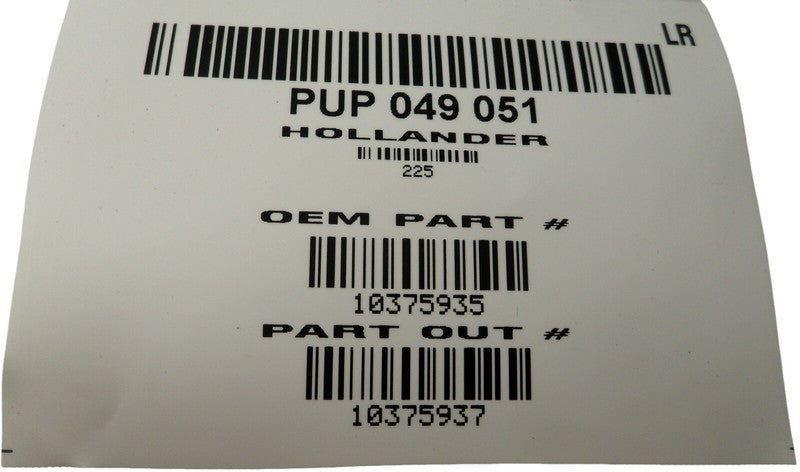 LR
PUP 049 051
HOLLANDER
225
OEM PART #
10375935
PART OUT #
10375937